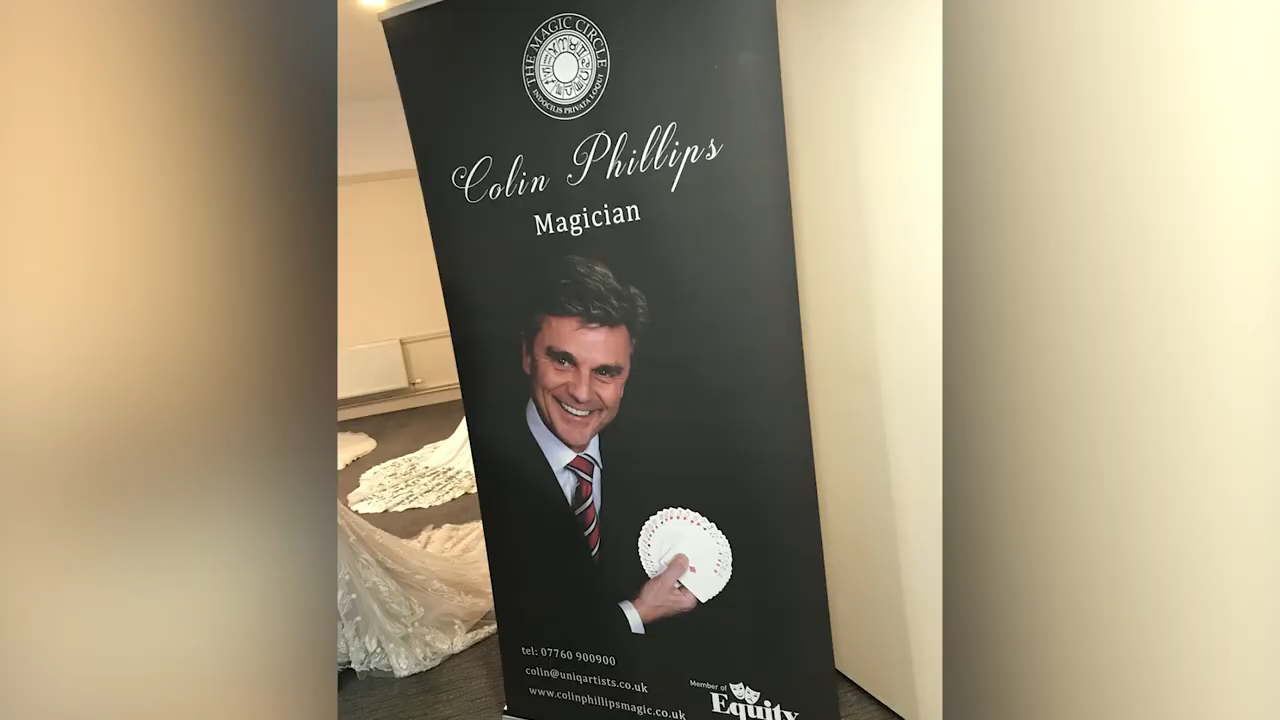 THE MAGIC CIRCLE
INDOCILIS PRIVATA LOQUI
Colin Phillips
Magician
tel: 07760 900900
colin@uniqartists.co.uk
www.colinphillipsmagic.co.uk
Member of
Equity